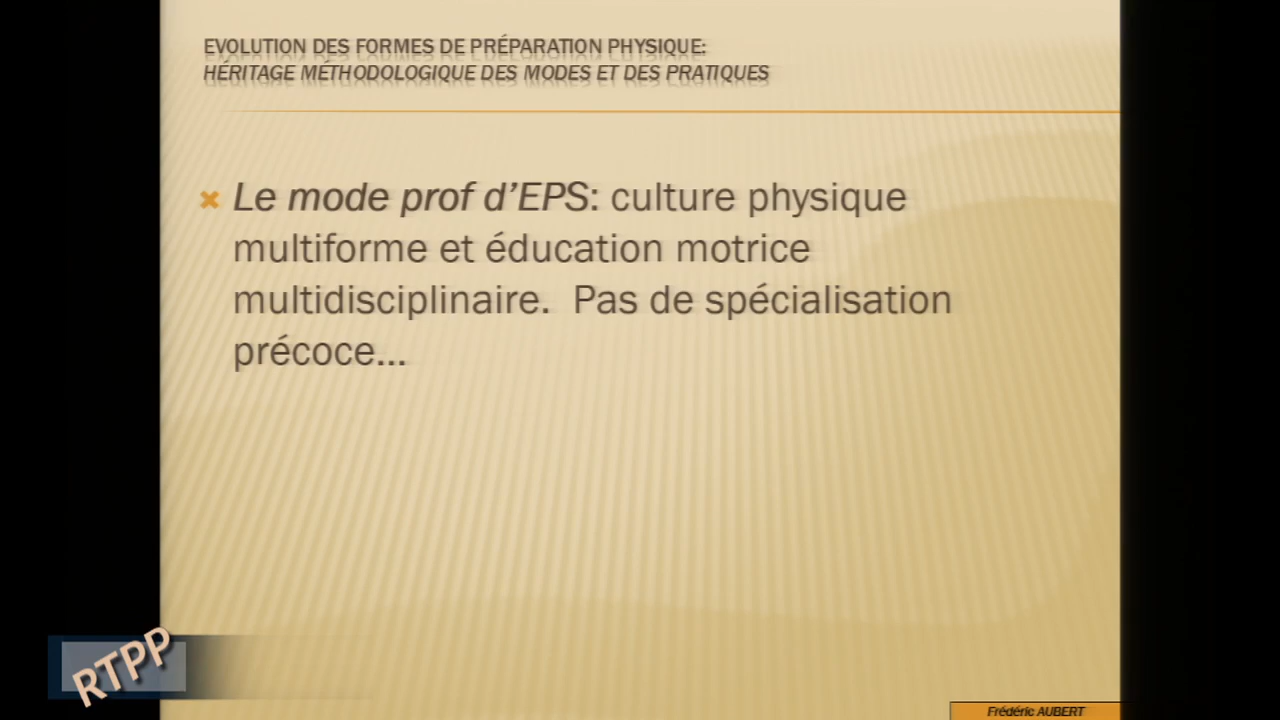 EVOLUTION DES FORMES DE PRÉPARATION PHYSIQUE:
HÉRITAGE MÉTHODOLOGIQUE DES MODES ET DES PRATIQUES
Le mode prof d’EPS: culture physique
multiforme et éducation motrice
multidisciplinaire. Pas de spécialisation
précoce...
RTPP
Frédéric AUBERT